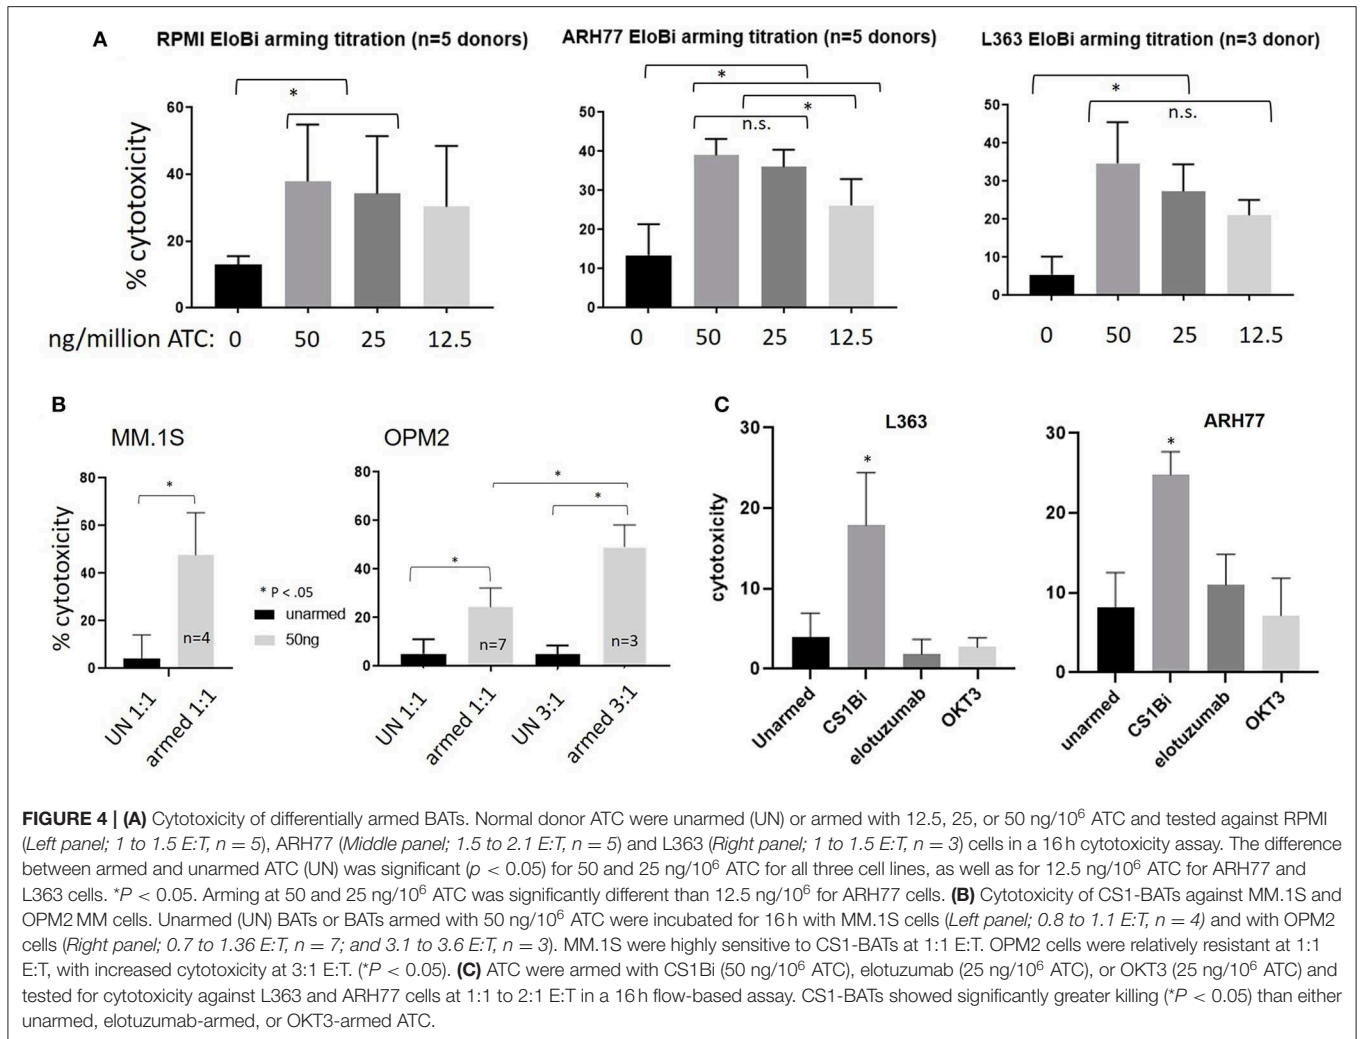 A
RPMI EloBi arming titration (n=5 donors)
ARH77 EloBi arming titration (n=5 donors)
L363 EloBi arming titration (n=3 donor)
*
*
*
n.s.
*
n.s.
% cytotoxicity
60
40
20
0
50
40
30
20
10
0
50
40
30
20
10
0
ng/million ATC: 0 50 25 12.5
0 50 25 12.5
0 50 25 12.5
B
MM.1S
OPM2
% cytotoxicity
80
60
40
20
0
*
n=4
UN 1:1
armed 1:1
* P < .05
unarmed
50ng
80
60
40
20
0
*
*
*
n=7
n=3
UN 1:1
armed 1:1
UN 3:1
armed 3:1
C
L363
ARH77
cytotoxicity
30
20
10
0
*
Unarmed
CS1Bi
elotuzumab
OKT3
30
20
10
0
*
unarmed
CS1Bi
elotuzumab
OKT3
FIGURE 4 | (A) Cytotoxicity of differentially armed BATs. Normal donor ATC were unarmed (UN) or armed with 12.5, 25, or 50 ng/10⁶ ATC and tested against RPMI
(Left panel; 1 to 1.5 E:T, n = 5), ARH77 (Middle panel; 1.5 to 2.1 E:T, n = 5) and L363 (Right panel; 1 to 1.5 E:T, n = 3) cells in a 16 h cytotoxicity assay. The difference
between armed and unarmed ATC (UN) was significant (p < 0.05) for 50 and 25 ng/10⁶ ATC for all three cell lines, as well as for 12.5 ng/10⁶ ATC for ARH77 and
L363 cells. *P < 0.05. Arming at 50 and 25 ng/10⁶ ATC was significantly different than 12.5 ng/10⁶ for ARH77 cells. (B) Cytotoxicity of CS1-BATs against MM.1S and
OPM2 MM cells. Unarmed (UN) BATs or BATs armed with 50 ng/10⁶ ATC were incubated for 16 h with MM.1S cells (Left panel; 0.8 to 1.1 E:T, n = 4) and with OPM2
cells (Right panel; 0.7 to 1.36 E:T, n = 7; and 3.1 to 3.6 E:T, n = 3). MM.1S were highly sensitive to CS1-BATs at 1:1 E:T. OPM2 cells were relatively resistant at 1:1
E:T, with increased cytotoxicity at 3:1 E:T. (*P < 0.05). (C) ATC were armed with CS1Bi (50 ng/10⁶ ATC), elotuzumab (25 ng/10⁶ ATC), or OKT3 (25 ng/10⁶ ATC) and
tested for cytotoxicity against L363 and ARH77 cells at 1:1 to 2:1 E:T in a 16 h flow-based assay. CS1-BATs showed significantly greater killing (*P < 0.05) than either
unarmed, elotuzumab-armed, or OKT3-armed ATC.